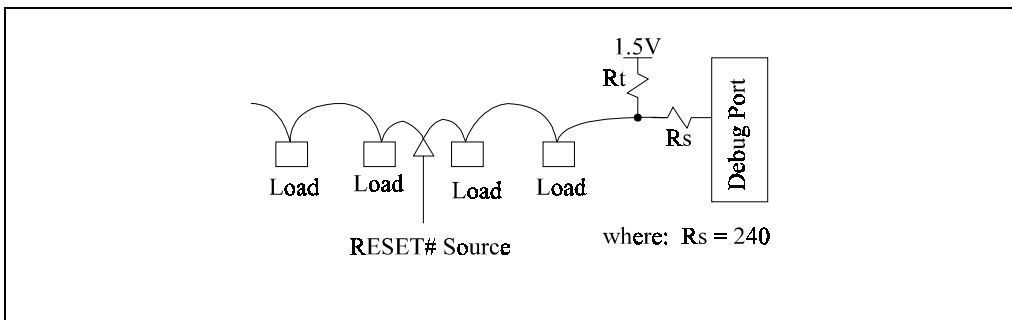 1.5V
Rt
Rs
Debug Port
Load
Load
Load
Load
RESET# Source
where: Rs = 240